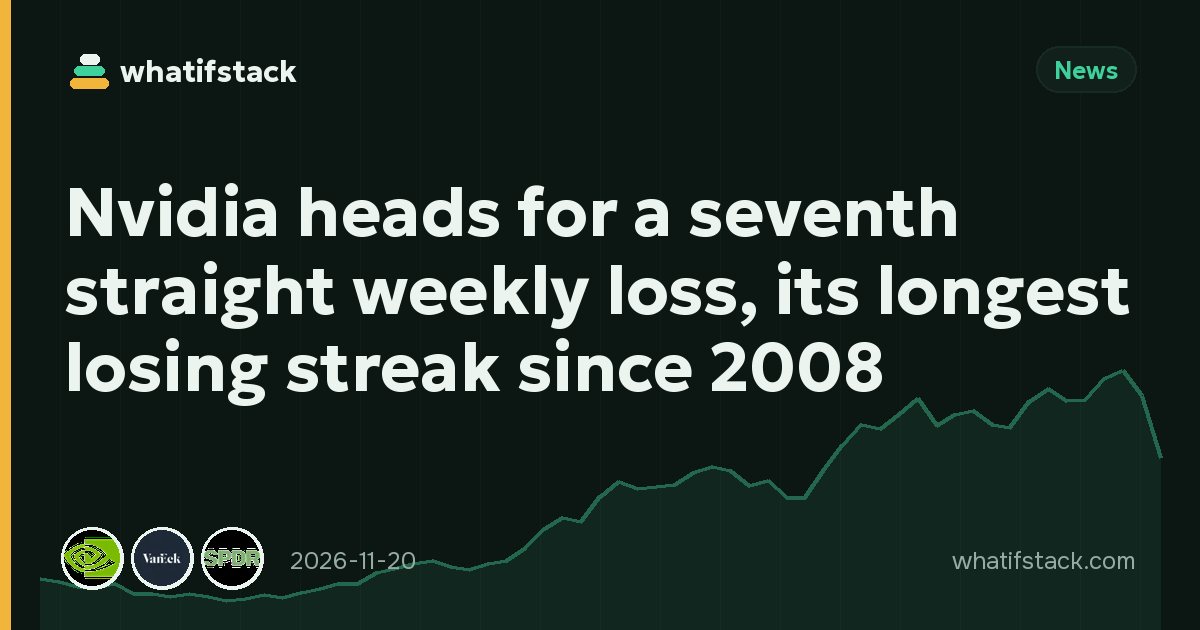 whatifstack
News
Nvidia heads for a seventh
straight weekly loss, its longest
losing streak since 2008
VanEck
SPDR
2026-11-20
whatifstack.com